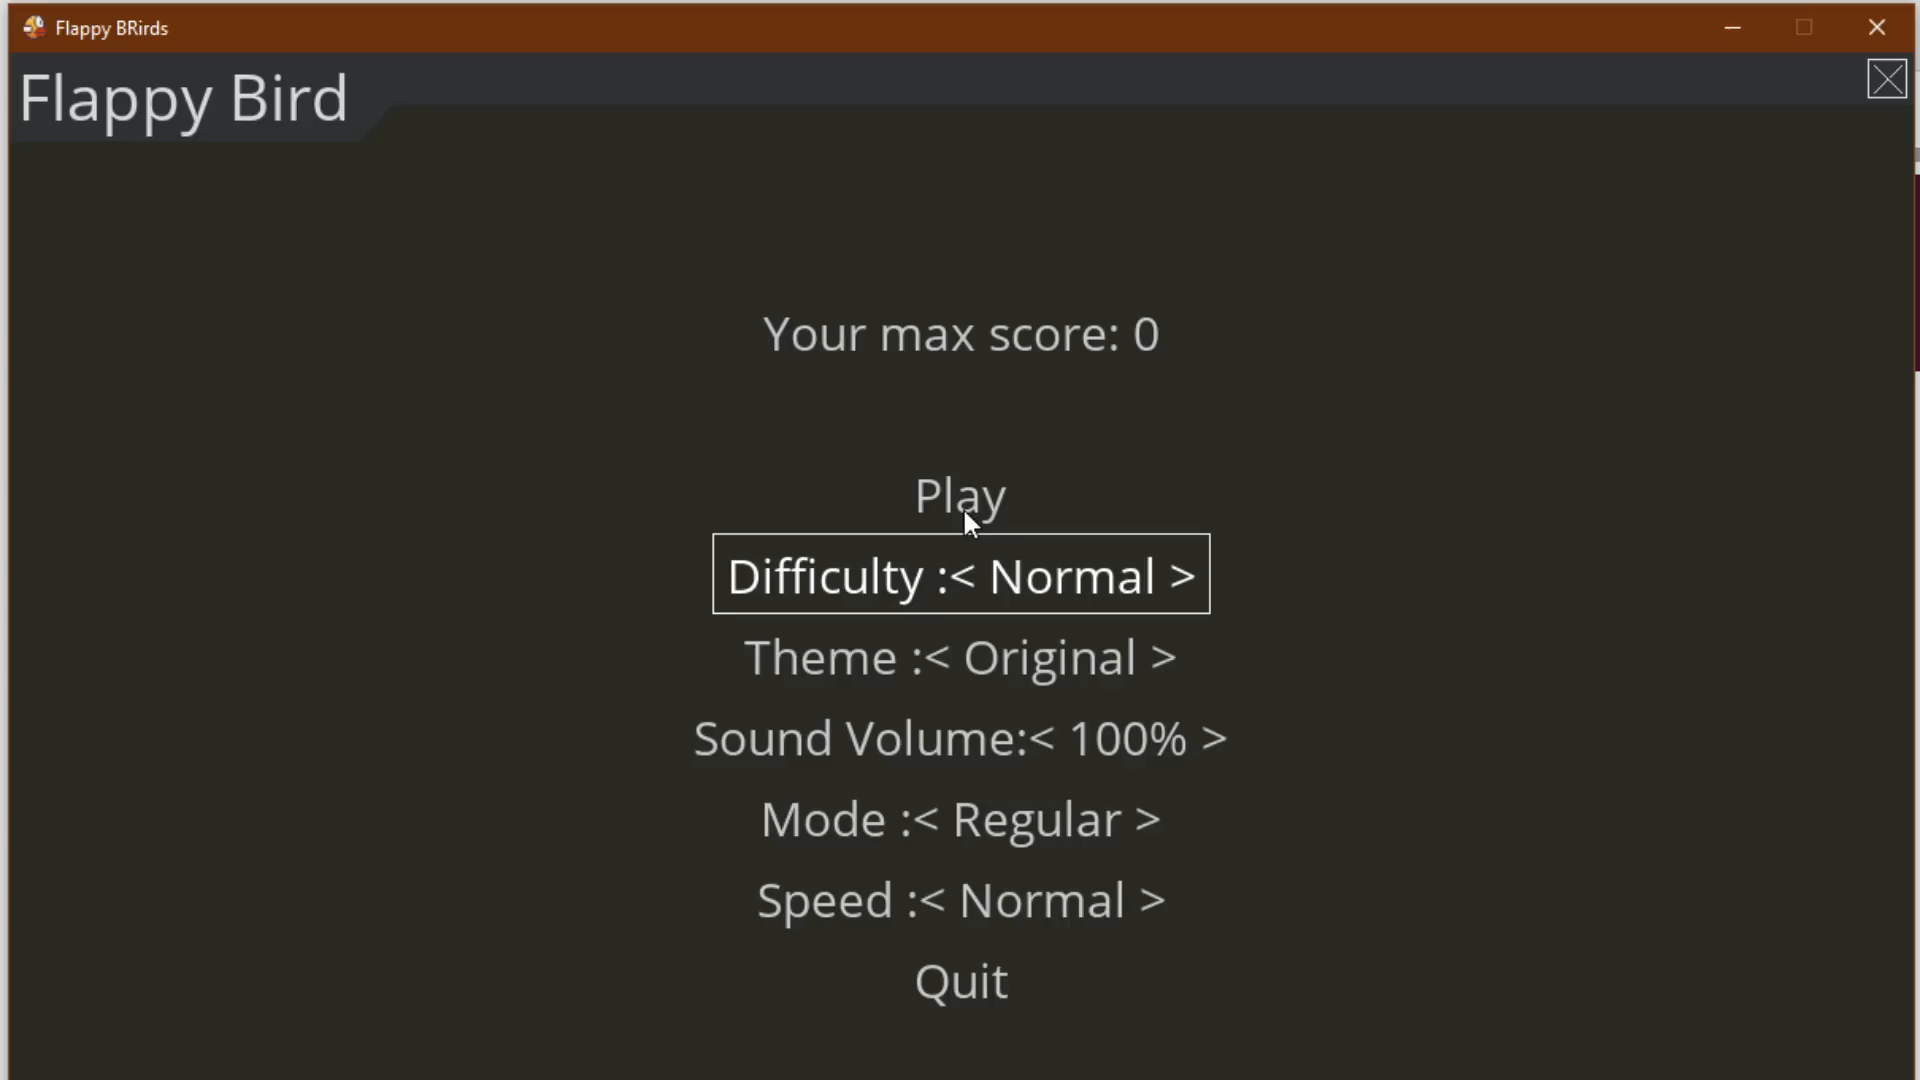 Flappy BRirds
Flappy Bird
Your max score: 0
Play
Difficulty :< Normal >
Theme :< Original >
Sound Volume:< 100% >
Mode :< Regular >
Speed :< Normal >
Quit